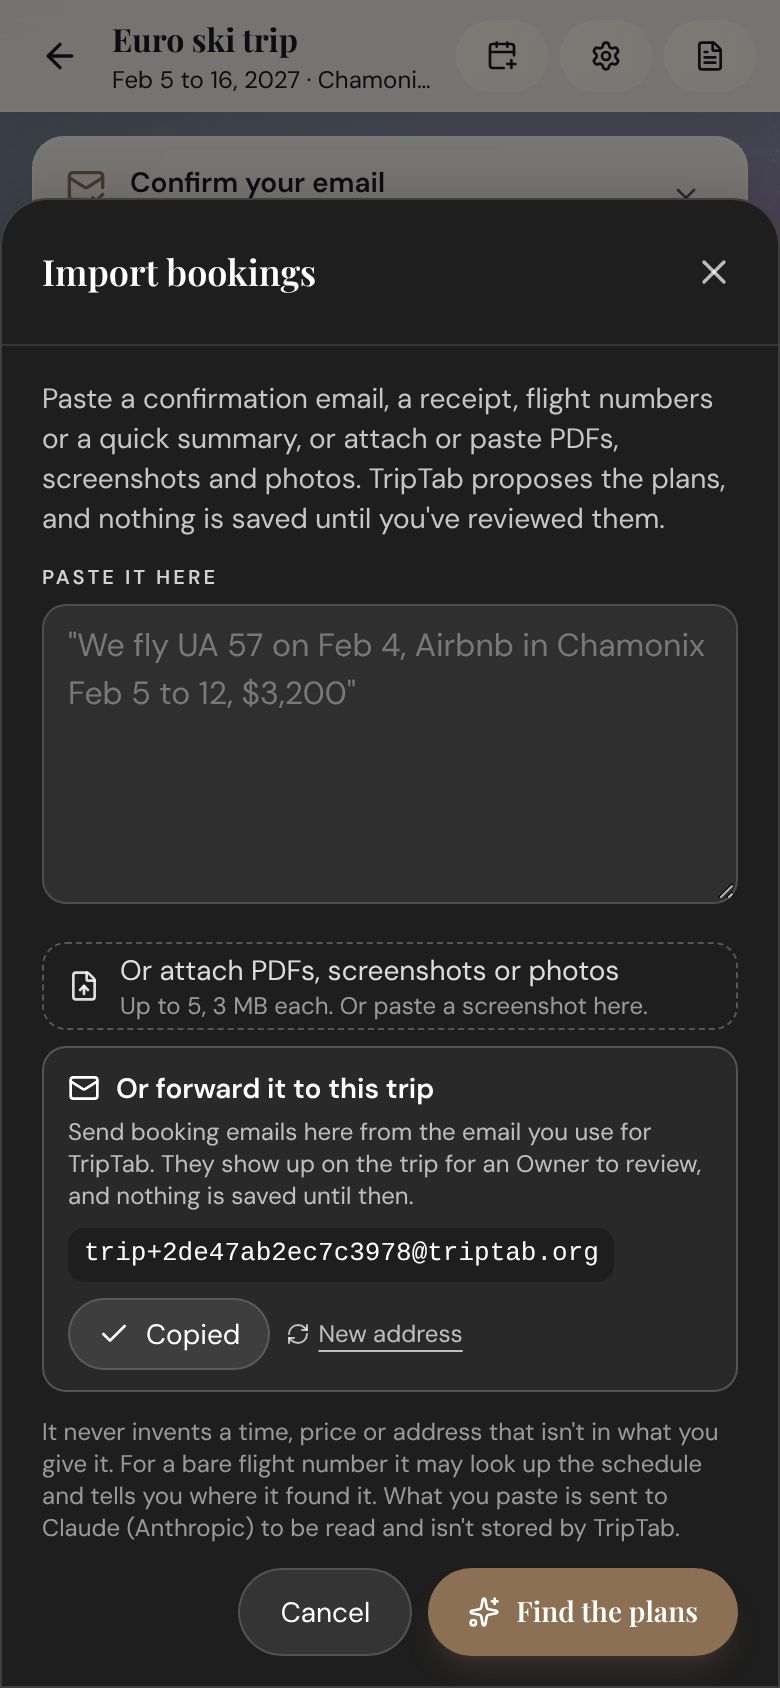 Euro ski trip
Feb 5 to 16, 2027 · Chamoni...
Confirm your email
Import bookings
Paste a confirmation email, a receipt, flight numbers
or a quick summary, or attach or paste PDFs,
screenshots and photos. TripTab proposes the plans,
and nothing is saved until you've reviewed them.
PASTE IT HERE
"We fly UA 57 on Feb 4, Airbnb in Chamonix
Feb 5 to 12, $3,200"
Or attach PDFs, screenshots or photos
Up to 5, 3 MB each. Or paste a screenshot here.
Or forward it to this trip
Send booking emails here from the email you use for
TripTab. They show up on the trip for an Owner to review,
and nothing is saved until then.
trip+2de47ab2ec7c3978@triptab.org
Copied
New address
It never invents a time, price or address that isn't in what you
give it. For a bare flight number it may look up the schedule
and tells you where it found it. What you paste is sent to
Claude (Anthropic) to be read and isn't stored by TripTab.
Cancel
Find the plans